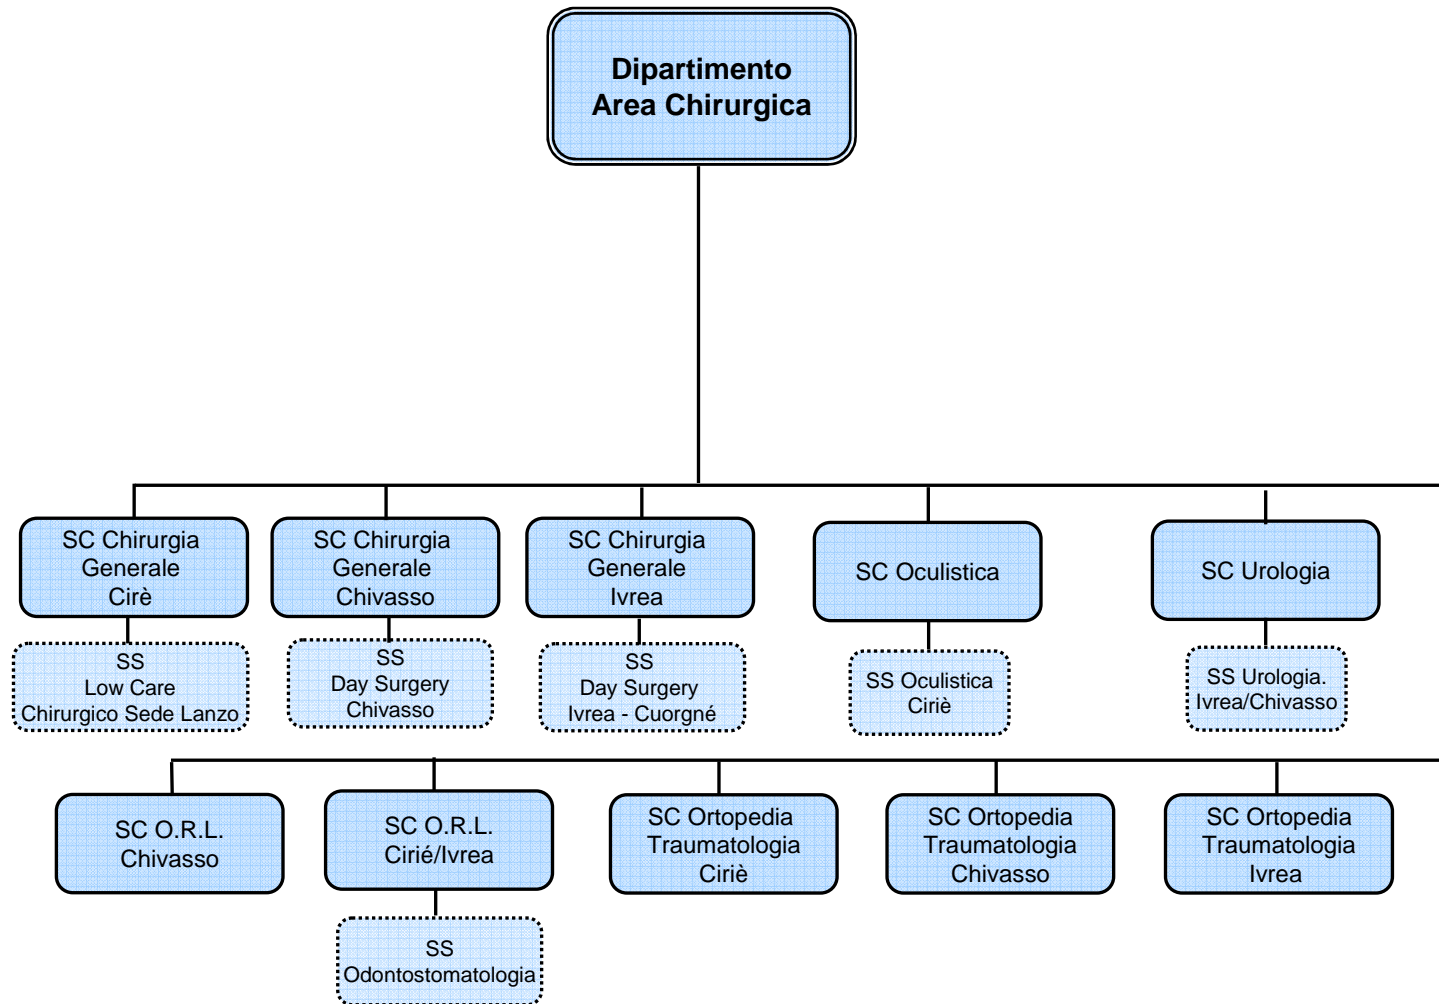 Dipartimento
Area Chirurgica
SC Chirurgia
Generale
Cirè
SC Chirurgia
Generale
Chivasso
SC Chirurgia
Generale
Ivrea
SC Oculistica
SC Urologia
SS
Low Care
Chirurgico Sede Lanzo
SS
Day Surgery
Chivasso
SS
Day Surgery
Ivrea - Cuorgné
SS Oculistica
Ciriè
SS Urologia.
Ivrea/Chivasso
SC O.R.L.
Chivasso
SC O.R.L.
Cirié/Ivrea
SC Ortopedia
Traumatologia
Ciriè
SC Ortopedia
Traumatologia
Chivasso
SC Ortopedia
Traumatologia
Ivrea
SS
Odontostomatologia